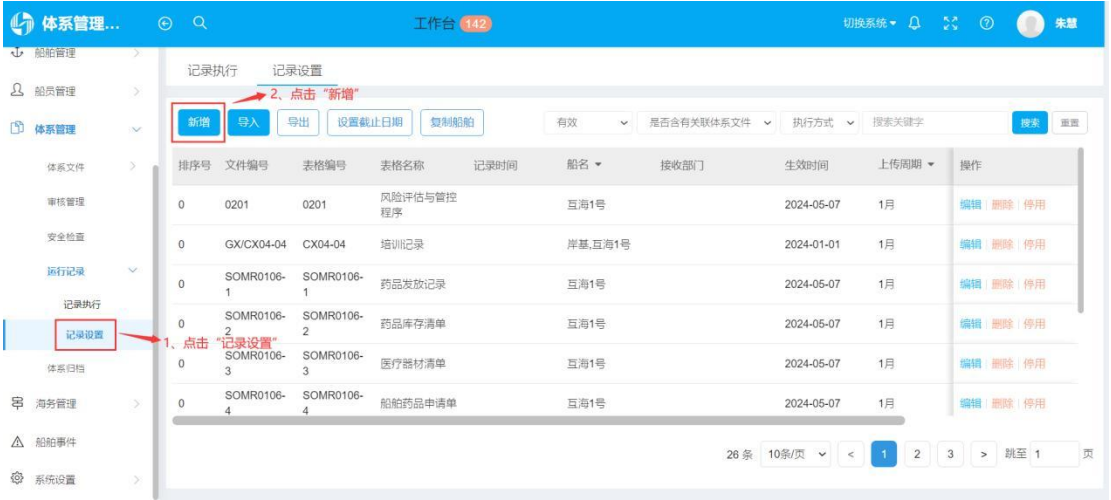 体系管理...
工作台 142
切换系统
朱慧
船舶管理
船员管理
体系管理
体系文件
审核管理
安全检查
运行记录
记录执行
记录设置
体系归档
海务管理
船舶事件
系统设置
记录执行 记录设置
2、点击“新增”
1、点击“记录设置”
新增 导入 导出 设置截止日期 复制船舶 有效 是否含有关联体系文件 执行方式 搜索关键字 搜索 重置
排序号 文件编号 表格编号 表格名称 记录时间 船名 接收部门 生效时间 上传周期 操作
0 0201 0201 风险评估与管控程序 互海1号 2024-05-07 1月 编辑 删除 停用
0 GX/CX04-04 CX04-04 培训记录 岸基,互海1号 2024-01-01 1月 编辑 删除 停用
0 SOMR0106-1 SOMR0106-1 药品发放记录 互海1号 2024-05-07 1月 编辑 删除 停用
0 SOMR0106-2 SOMR0106-2 药品库存清单 互海1号 2024-05-07 1月 编辑 删除 停用
0 SOMR0106-3 SOMR0106-3 医疗器材清单 互海1号 2024-05-07 1月 编辑 删除 停用
0 SOMR0106-4 SOMR0106-4 船舶药品申请单 互海1号 2024-05-07 1月 编辑 删除 停用
26 条 10条/页 < 1 2 3 > 跳至 1 页